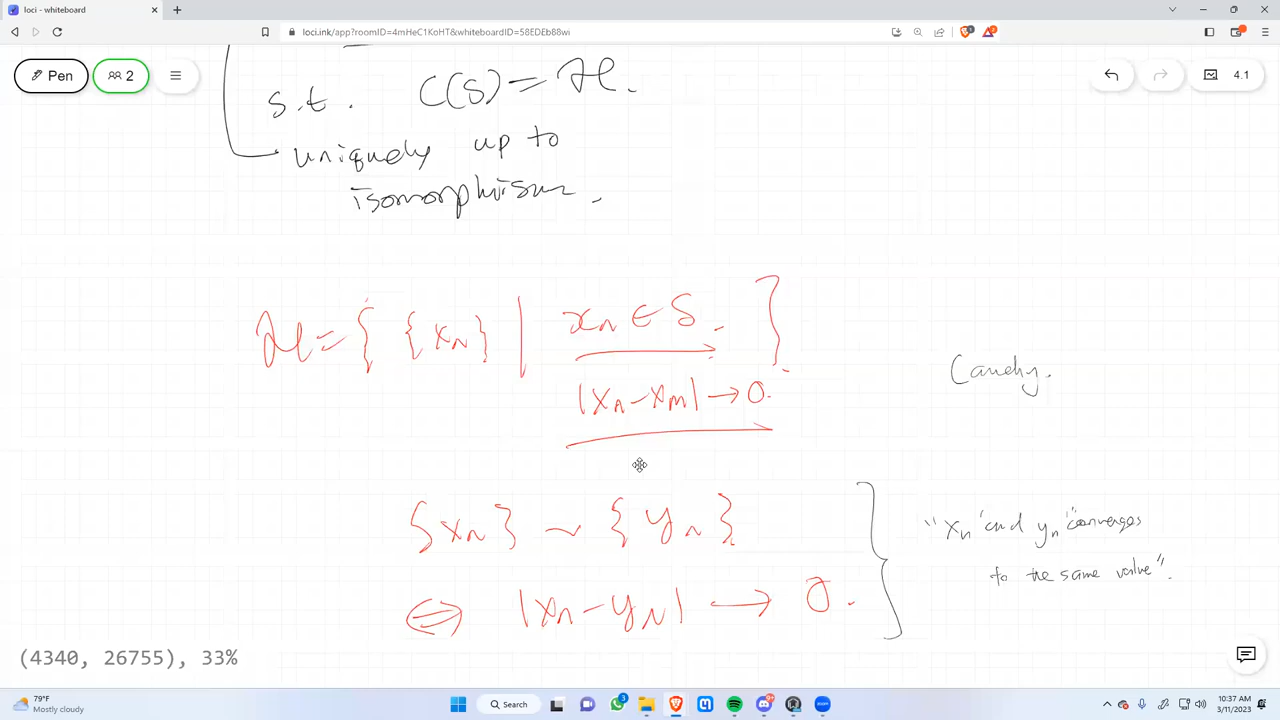 loci - whiteboard
loci.ink/app?roomID=4mHeC1KoHT&whiteboardID=58EDEb88wi
Pen
2
4.1
s.t. C(S) = H.
uniquely up to
isomorphism.
H = { {xn} | xn ∈ S. }
|xn - xm| → 0.
Cauchy.
{xn} ~ {yn}
⇔ |xn - yn| → 0.
"xn and yn" converges
to the same value".
(4340, 26755), 33%
79°F
Mostly cloudy
Search
3
10:37 AM
3/11/2023